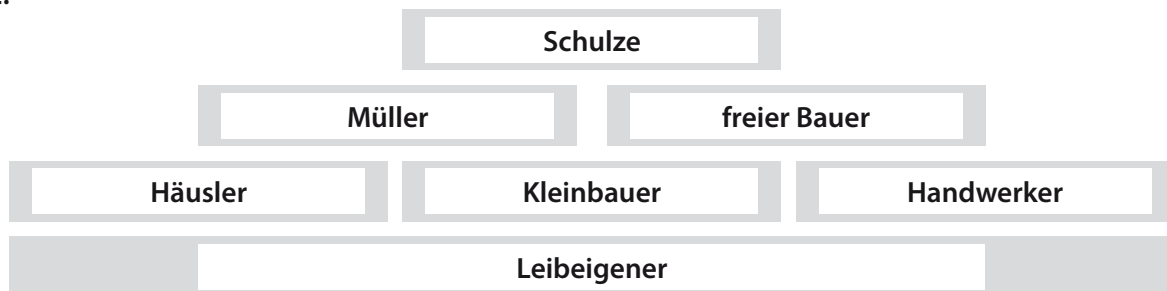 Schulze
Müller freier Bauer
Häusler Kleinbauer Handwerker
Leibeigener